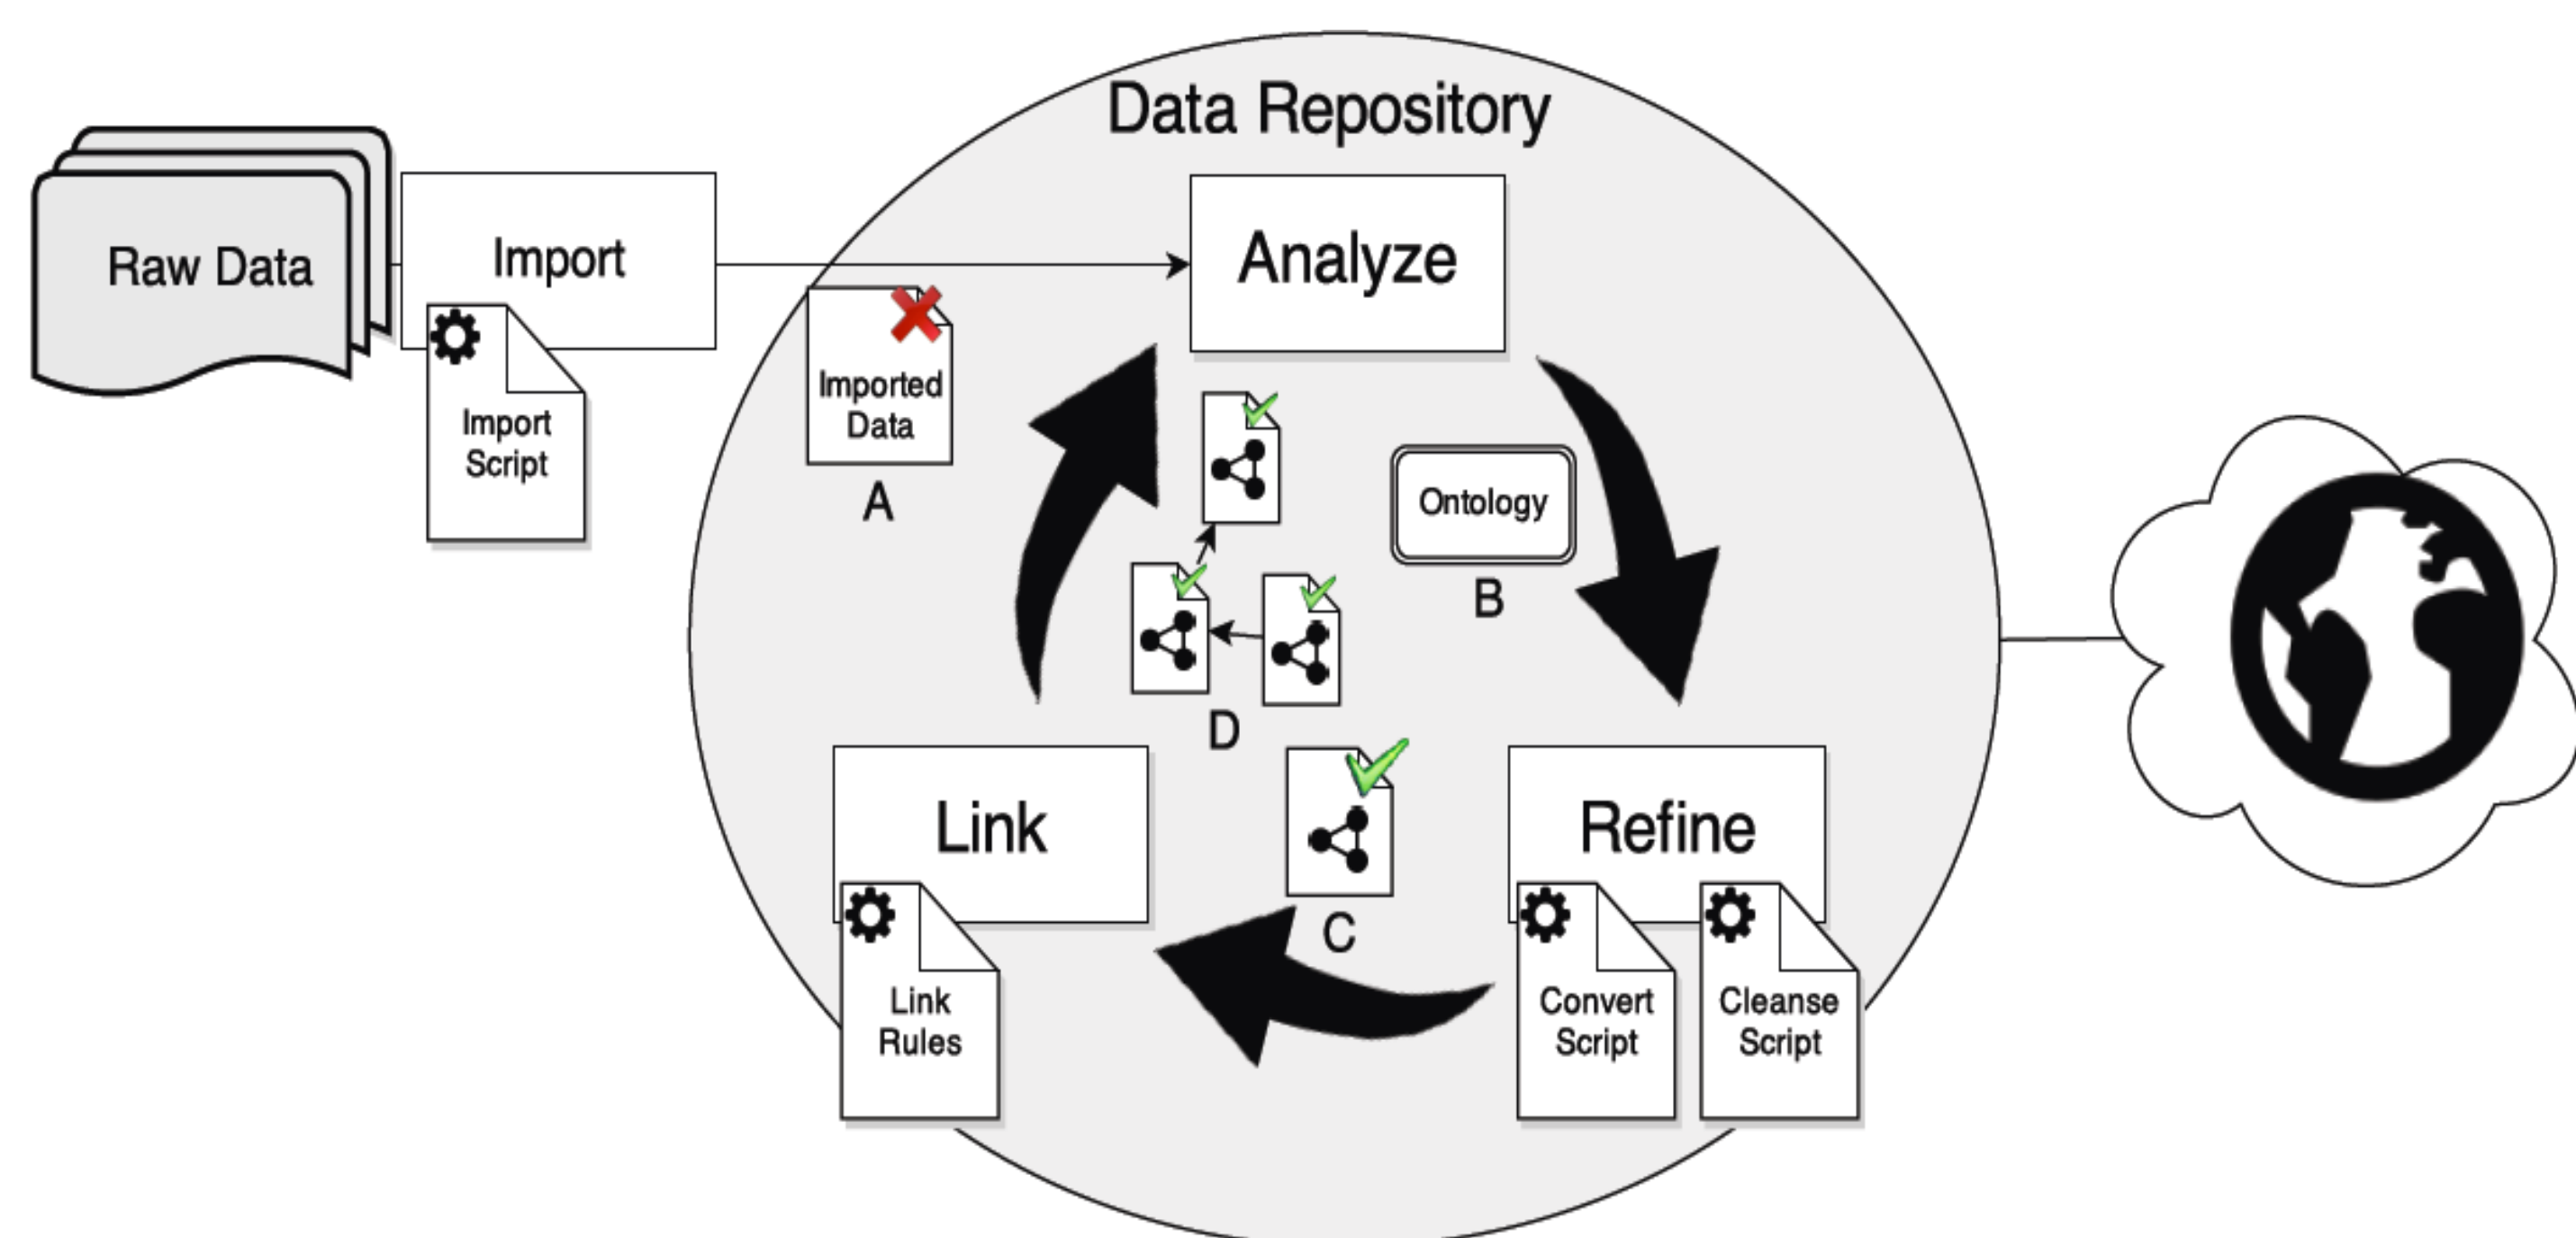 Data Repository
Raw Data
Import
Import
Script
Analyze
Imported
Data
A
Ontology
B
D
Link
Link
Rules
C
Refine
Convert
Script
Cleanse
Script